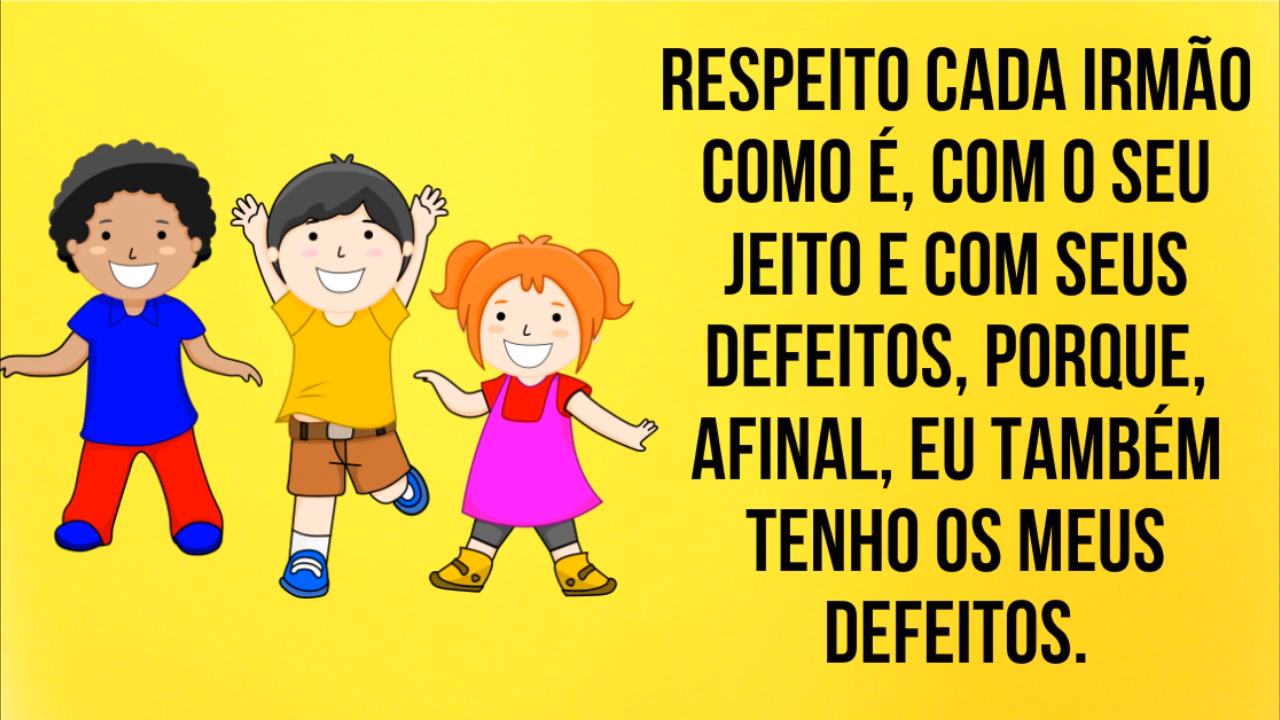 RESPEITO CADA IRMÃO
COMO É, COM O SEU
JEITO E COM SEUS
DEFEITOS, PORQUE,
AFINAL, EU TAMBÉM
TENHO OS MEUS
DEFEITOS.